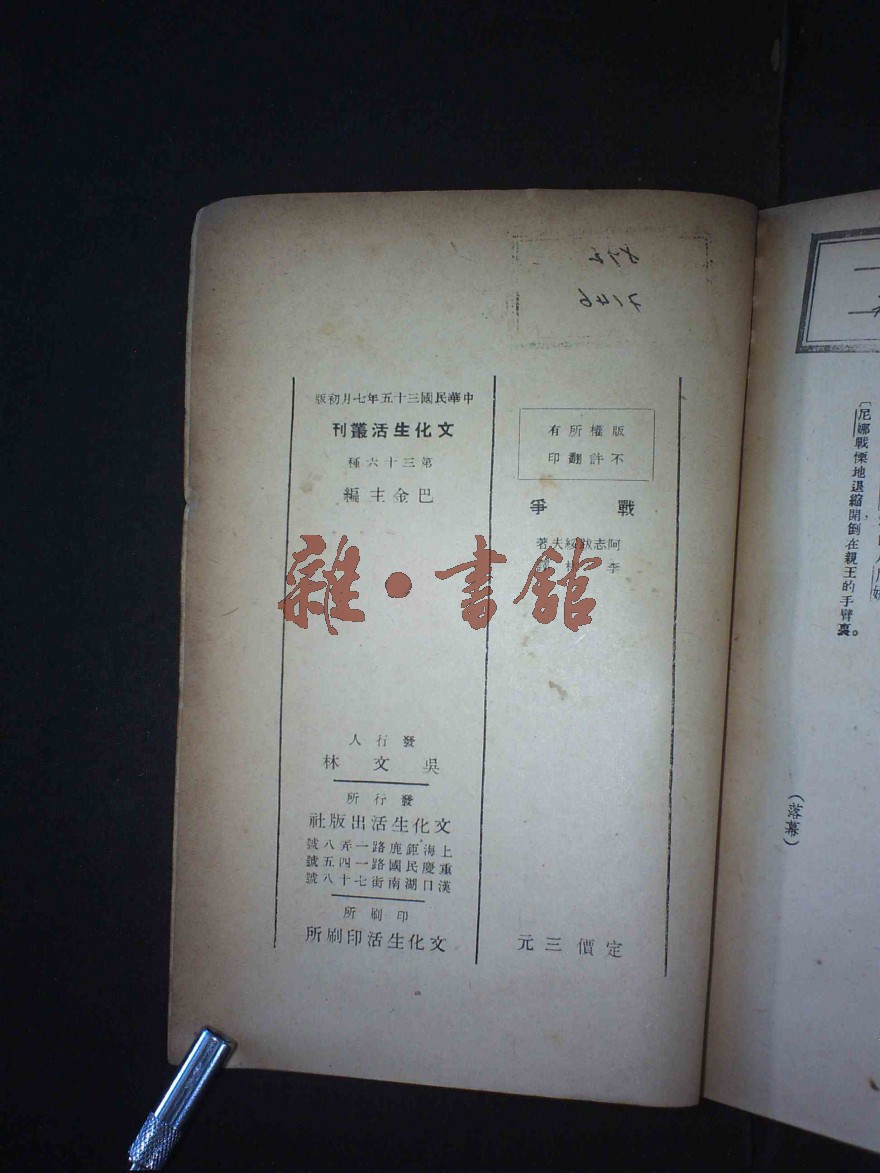 〔尼娜戰慄地退縮開，倒在親王的手臂裏。
（落幕）
版權所有
不許翻印
戰爭
阿志跋綏夫著
李
定價三元
中華民國三十五年七月初版
文化生活叢刊
第三十六種
巴金主編
發行人
吳文林
發行所
文化生活出版社
上海鉅鹿路一弄八號
重慶民國路一四五號
漢口湖南街七十八號
印刷所
文化生活印刷所
雜·書館